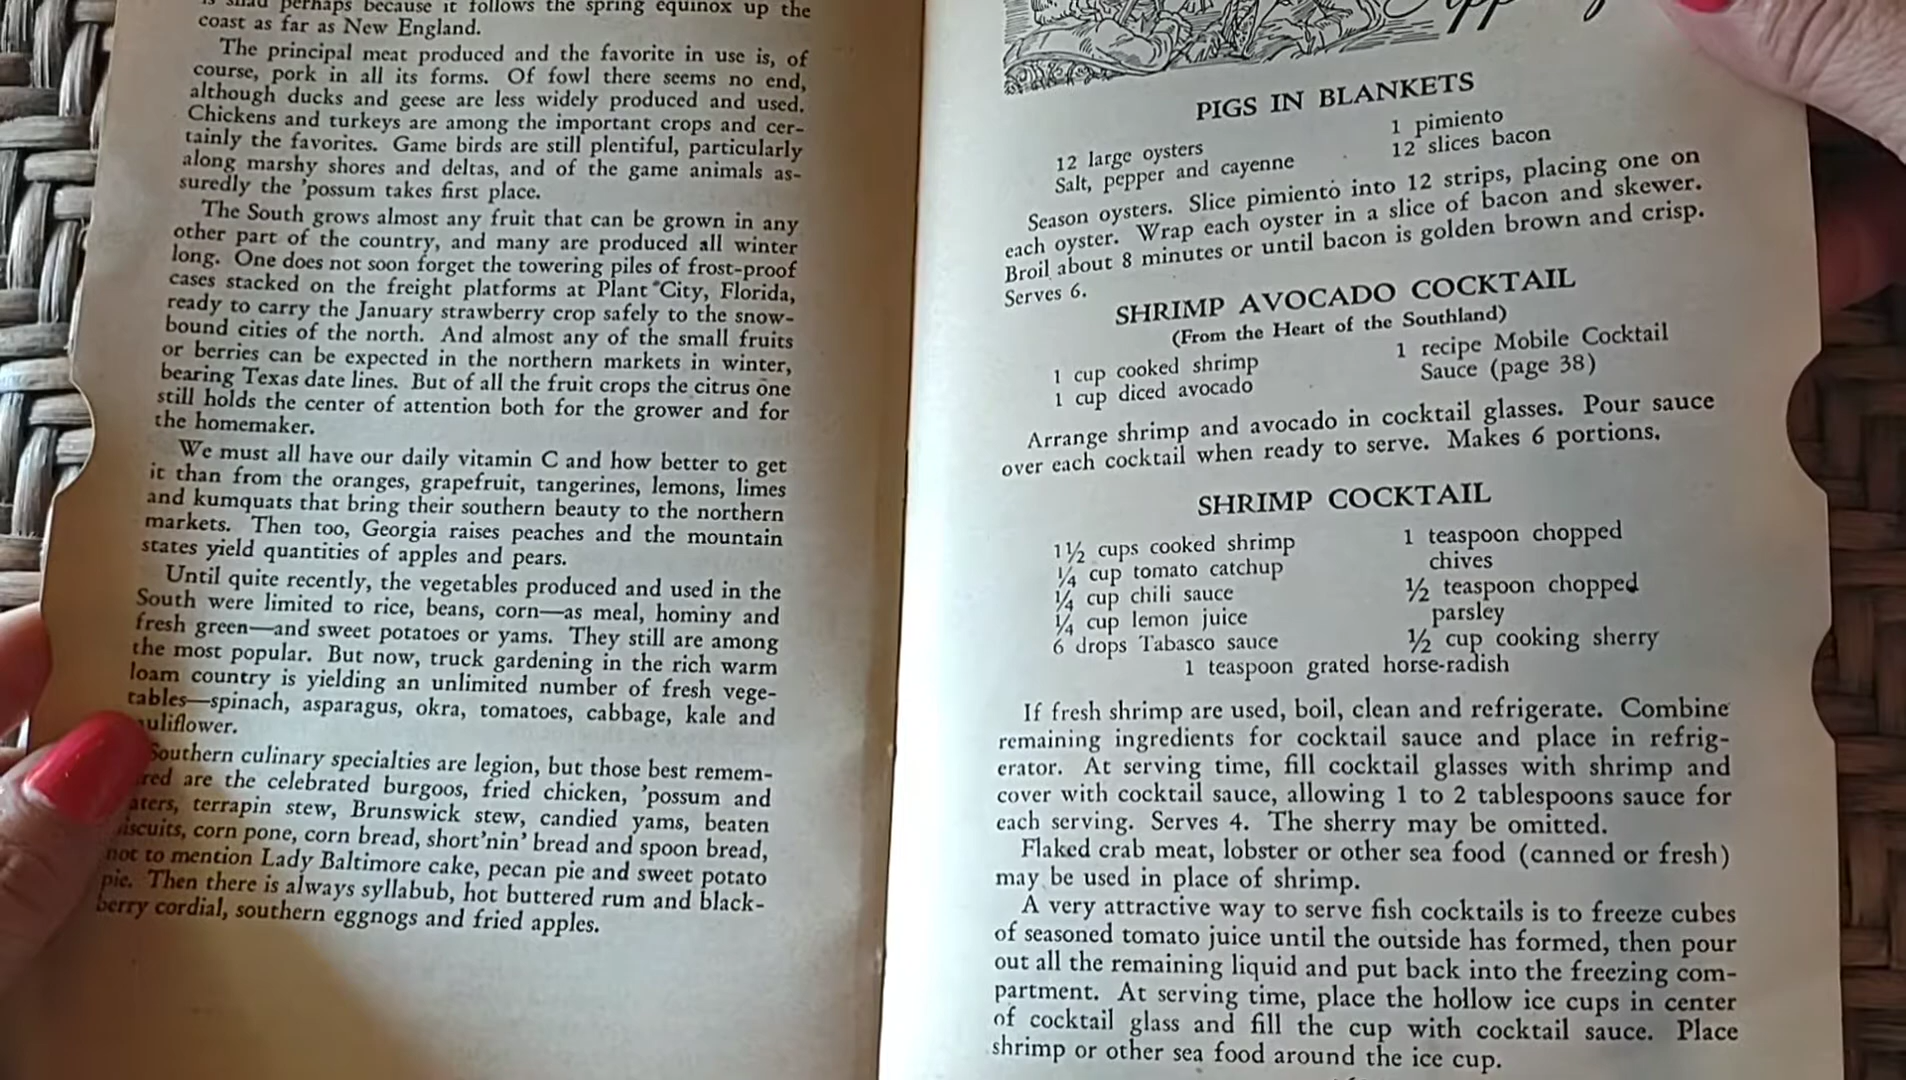 is shad perhaps because it follows the spring equinox up the
coast as far as New England.
The principal meat produced and the favorite in use is, of
course, pork in all its forms. Of fowl there seems no end,
although ducks and geese are less widely produced and used.
Chickens and turkeys are among the important crops and cer-
tainly the favorites. Game birds are still plentiful, particularly
along marshy shores and deltas, and of the game animals as-
suredly the 'possum takes first place.
The South grows almost any fruit that can be grown in any
other part of the country, and many are produced all winter
long. One does not soon forget the towering piles of frost-proof
cases stacked on the freight platforms at Plant City, Florida,
ready to carry the January strawberry crop safely to the snow-
bound cities of the north. And almost any of the small fruits
or berries can be expected in the northern markets in winter,
bearing Texas date lines. But of all the fruit crops the citrus one
still holds the center of attention both for the grower and for
the homemaker.
We must all have our daily vitamin C and how better to get
it than from the oranges, grapefruit, tangerines, lemons, limes
and kumquats that bring their southern beauty to the northern
markets. Then too, Georgia raises peaches and the mountain
states yield quantities of apples and pears.
Until quite recently, the vegetables produced and used in the
South were limited to rice, beans, corn—as meal, hominy and
fresh green—and sweet potatoes or yams. They still are among
the most popular. But now, truck gardening in the rich warm
loam country is yielding an unlimited number of fresh vege-
tables—spinach, asparagus, okra, tomatoes, cabbage, kale and
auliflower.
Southern culinary specialties are legion, but those best remem-
red are the celebrated burgoos, fried chicken, 'possum and
aters, terrapin stew, Brunswick stew, candied yams, beaten
iscuits, corn pone, corn bread, short'nin' bread and spoon bread,
not to mention Lady Baltimore cake, pecan pie and sweet potato
pie. Then there is always syllabub, hot buttered rum and black-
berry cordial, southern eggnogs and fried apples.
PIGS IN BLANKETS
12 large oysters 1 pimiento
Salt, pepper and cayenne 12 slices bacon
Season oysters. Slice pimiento into 12 strips, placing one on
each oyster. Wrap each oyster in a slice of bacon and skewer.
Broil about 8 minutes or until bacon is golden brown and crisp.
Serves 6.
SHRIMP AVOCADO COCKTAIL
(From the Heart of the Southland)
1 cup cooked shrimp 1 recipe Mobile Cocktail
1 cup diced avocado Sauce (page 38)
Arrange shrimp and avocado in cocktail glasses. Pour sauce
over each cocktail when ready to serve. Makes 6 portions.
SHRIMP COCKTAIL
1½ cups cooked shrimp 1 teaspoon chopped
¼ cup tomato catchup chives
¼ cup chili sauce ½ teaspoon chopped
¼ cup lemon juice parsley
6 drops Tabasco sauce ½ cup cooking sherry
1 teaspoon grated horse-radish
If fresh shrimp are used, boil, clean and refrigerate. Combine
remaining ingredients for cocktail sauce and place in refrig-
erator. At serving time, fill cocktail glasses with shrimp and
cover with cocktail sauce, allowing 1 to 2 tablespoons sauce for
each serving. Serves 4. The sherry may be omitted.
Flaked crab meat, lobster or other sea food (canned or fresh)
may be used in place of shrimp.
A very attractive way to serve fish cocktails is to freeze cubes
of seasoned tomato juice until the outside has formed, then pour
out all the remaining liquid and put back into the freezing com-
partment. At serving time, place the hollow ice cups in center
of cocktail glass and fill the cup with cocktail sauce. Place
shrimp or other sea food around the ice cup.